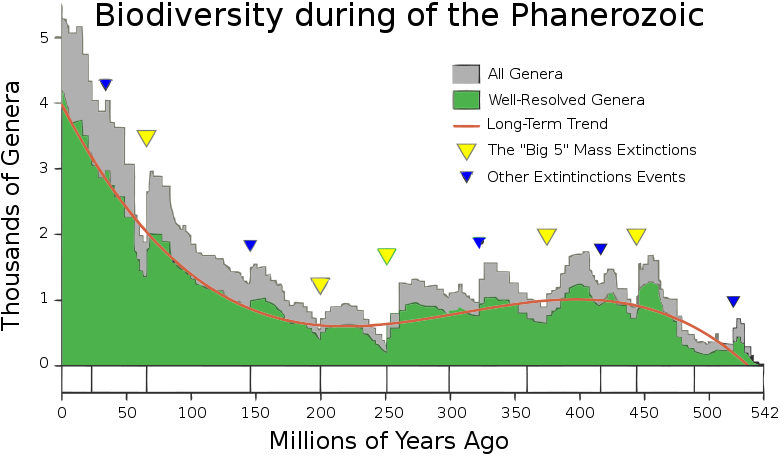 Biodiversity during of the Phanerozoic
All Genera
Well-Resolved Genera
Long-Term Trend
The "Big 5" Mass Extinctions
Other Extintinctions Events
Thousands of Genera
5
4
3
2
1
0
0 50 100 150 200 250 300 350 400 450 500 542
Millions of Years Ago